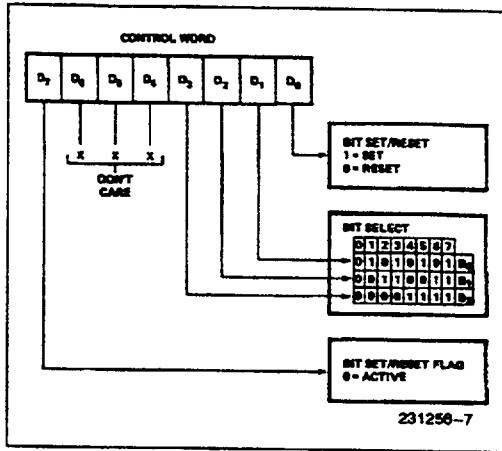 CONTROL WORD
D7 D6 D5 D4 D3 D2 D1 D0
X X X
DON'T
CARE
BIT SET/RESET
1 = SET
0 = RESET
BIT SELECT
0 1 2 3 4 5 6 7
0 1 0 1 0 1 0 1 B0
0 0 1 1 0 0 1 1 B1
0 0 0 0 1 1 1 1 B2
BIT SET/RESET FLAG
0 = ACTIVE
231256-7